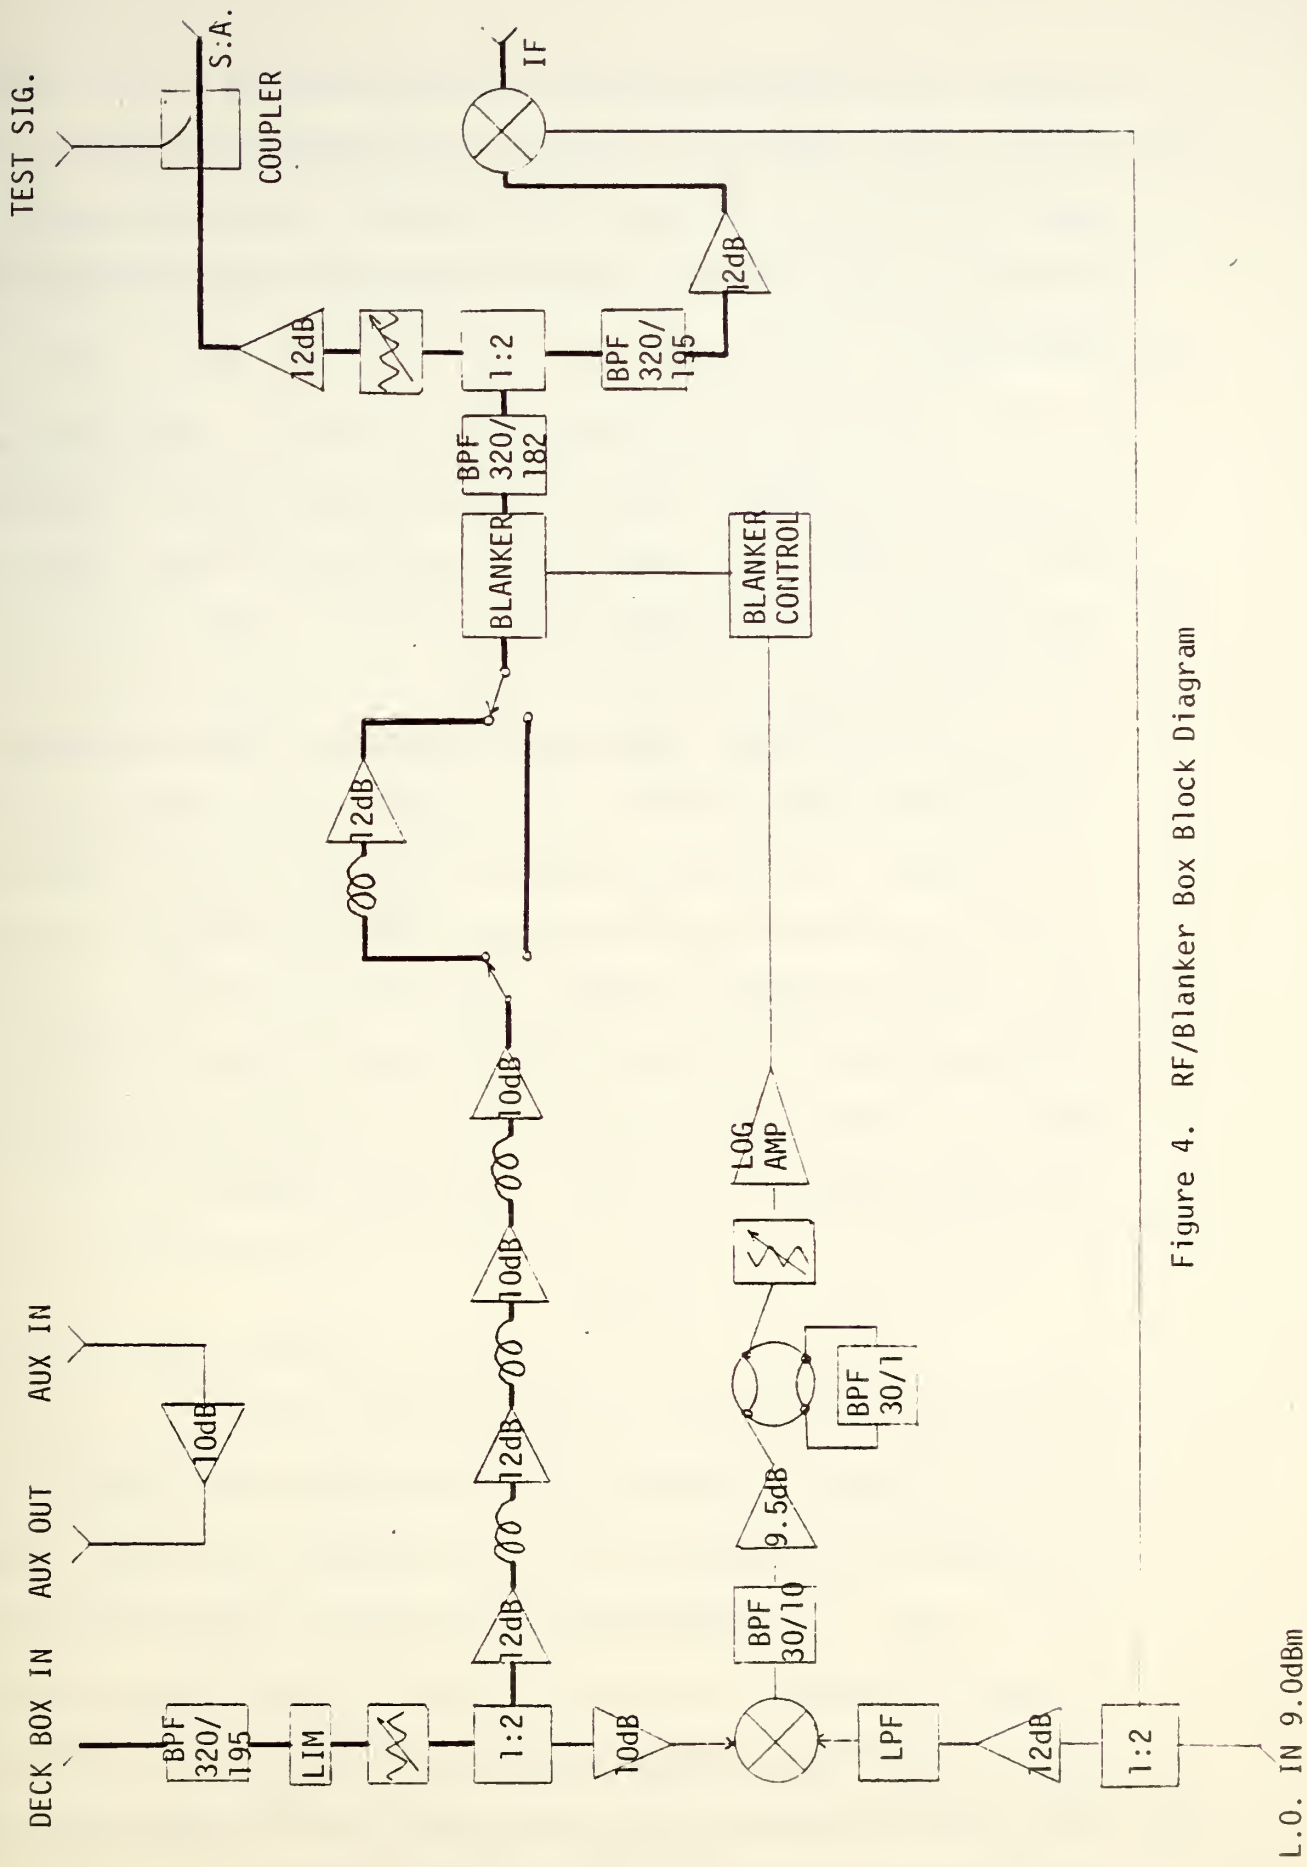 DECK BOX IN
AUX OUT
AUX IN
TEST SIG.
10dB
BPF
320/
195
LIM
1:2
12dB
12dB
10dB
10dB
12dB
BLANKER
BPF
320/
182
1:2
12dB
COUPLER
S:A.
BPF
320/
195
12dB
IF
10dB
BPF
30/10
9.5dB
BPF
30/1
LOG
AMP
BLANKER
CONTROL
LPF
12dB
1:2
L.O. IN 9.0dBm
Figure 4. RF/Blanker Box Block Diagram